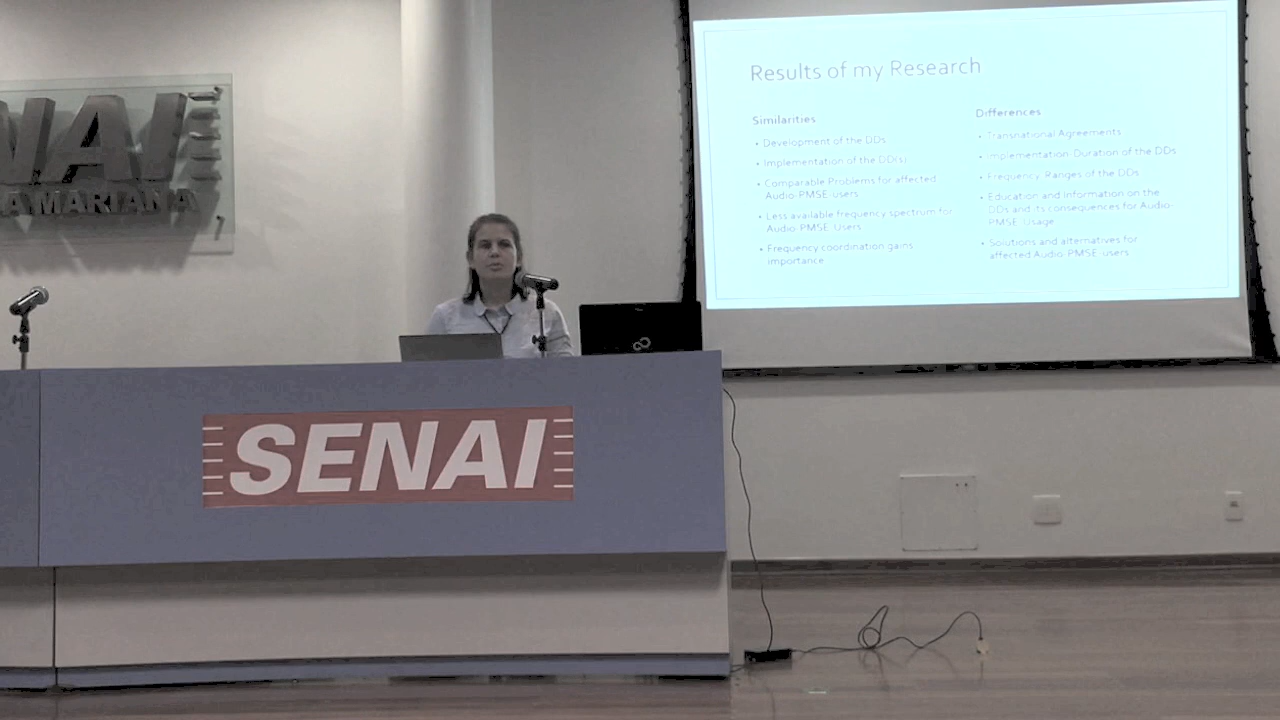 NAI
AMARIANA
SENAI
Results of my Research
Similarities
• Development of the DDs
• Implementation of the DD(s)
• Comparable Problems for affected
Audio-PMSE-users
• Less available frequency spectrum for
Audio-PMSE-Users
• Frequency coordination gains
importance
Differences
• Transnational Agreements
• Implementation-Duration of the DDs
• Frequency-Ranges of the DDs
• Education and Information on the
DDs and its consequences for Audio-
PMSE-Usage
• Solutions and alternatives for
affected Audio-PMSE-users